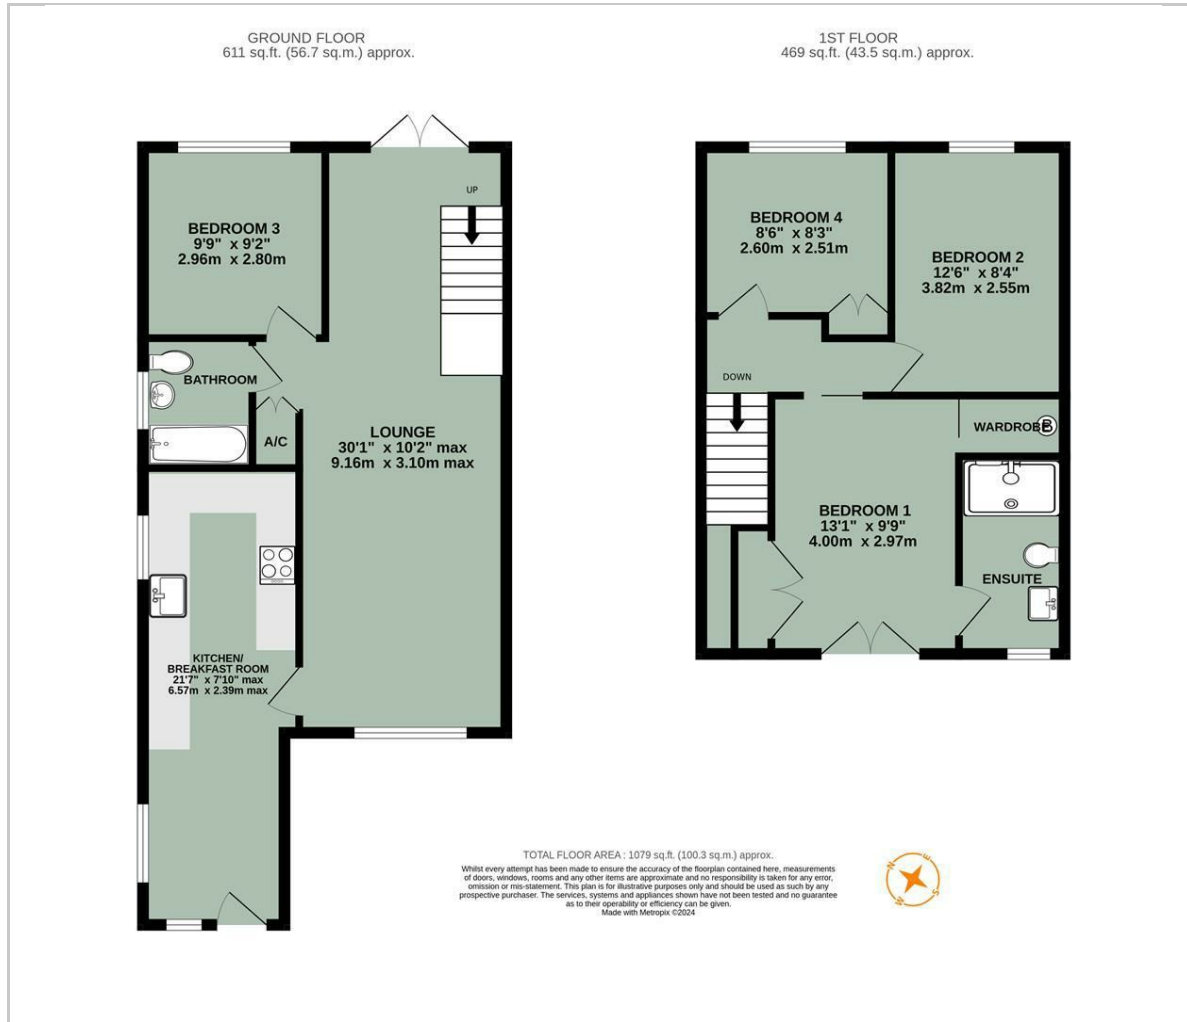 GROUND FLOOR
611 sq.ft. (56.7 sq.m.) approx.
1ST FLOOR
469 sq.ft. (43.5 sq.m.) approx.
UP
BEDROOM 3
9'9" x 9'2"
2.96m x 2.80m
BATHROOM
A/C
LOUNGE
30'1" x 10'2" max
9.16m x 3.10m max
KITCHEN/
BREAKFAST ROOM
21'7" x 7'10" max
6.57m x 2.39m max
BEDROOM 4
8'6" x 8'3"
2.60m x 2.51m
BEDROOM 2
12'6" x 8'4"
3.82m x 2.55m
DOWN
WARDROBE
B
BEDROOM 1
13'1" x 9'9"
4.00m x 2.97m
ENSUITE
TOTAL FLOOR AREA : 1079 sq.ft. (100.3 sq.m.) approx.
Whilst every attempt has been made to ensure the accuracy of the floorplan contained here, measurements
of doors, windows, rooms and any other items are approximate and no responsibility is taken for any error,
omission or mis-statement. This plan is for illustrative purposes only and should be used as such by any
prospective purchaser. The services, systems and appliances shown have not been tested and no guarantee
as to their operability or efficiency can be given.
Made with Metropix ©2024
N
E
S
W